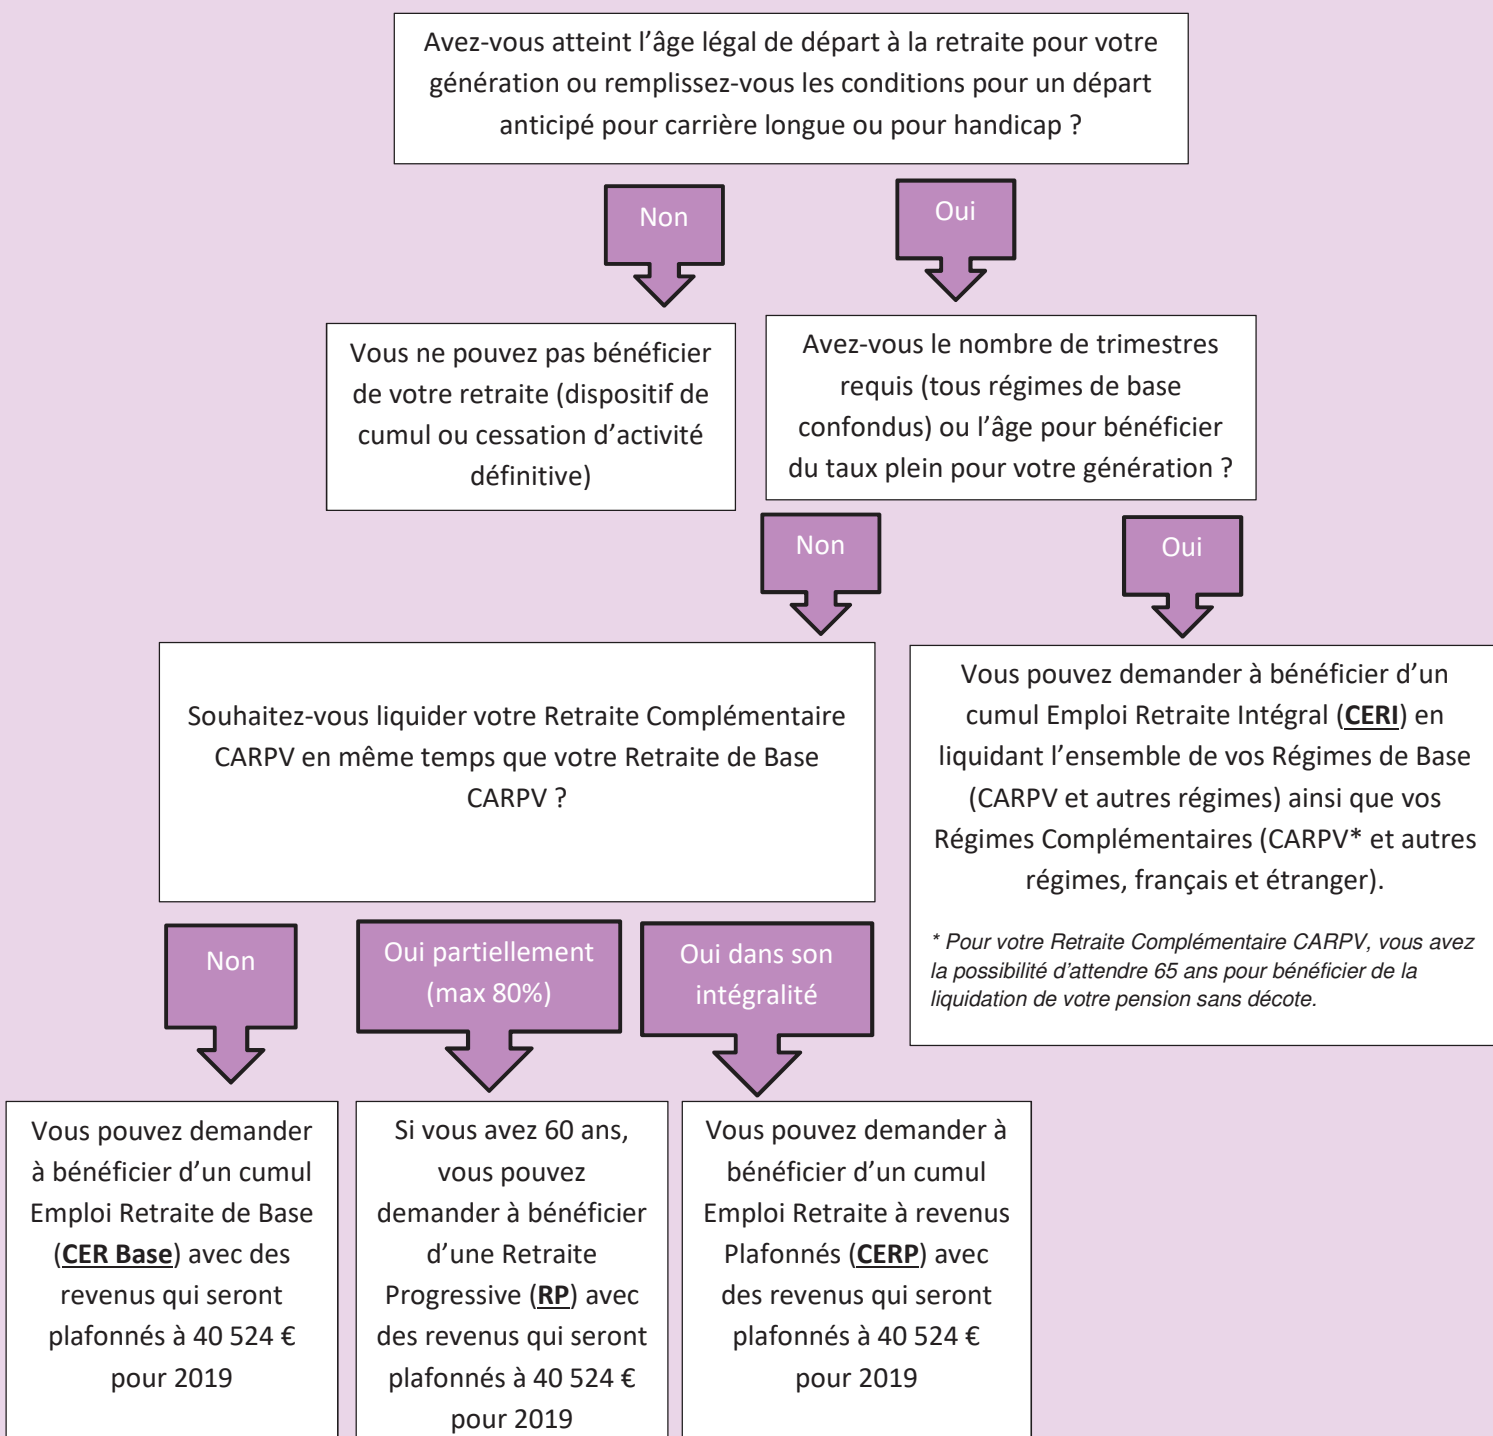 Avez-vous atteint l’âge légal de départ à la retraite pour votre
génération ou remplissez-vous les conditions pour un départ
anticipé pour carrière longue ou pour handicap ?
Non
Oui
Vous ne pouvez pas bénéficier
de votre retraite (dispositif de
cumul ou cessation d’activité
définitive)
Avez-vous le nombre de trimestres
requis (tous régimes de base
confondus) ou l’âge pour bénéficier
du taux plein pour votre génération ?
Non
Oui
Souhaitez-vous liquider votre Retraite Complémentaire
CARPV en même temps que votre Retraite de Base
CARPV ?
Vous pouvez demander à bénéficier d’un
cumul Emploi Retraite Intégral (CERI) en
liquidant l’ensemble de vos Régimes de Base
(CARPV et autres régimes) ainsi que vos
Régimes Complémentaires (CARPV* et autres
régimes, français et étranger).
* Pour votre Retraite Complémentaire CARPV, vous avez
la possibilité d’attendre 65 ans pour bénéficier de la
liquidation de votre pension sans décote.
Non
Oui partiellement
(max 80%)
Oui dans son
intégralité
Vous pouvez demander
à bénéficier d’un cumul
Emploi Retraite de Base
(CER Base) avec des
revenus qui seront
plafonnés à 40 524 €
pour 2019
Si vous avez 60 ans,
vous pouvez
demander à bénéficier
d’une Retraite
Progressive (RP) avec
des revenus qui seront
plafonnés à 40 524 €
pour 2019
Vous pouvez demander à
bénéficier d’un cumul
Emploi Retraite à revenus
Plafonnés (CERP) avec
des revenus qui seront
plafonnés à 40 524 €
pour 2019